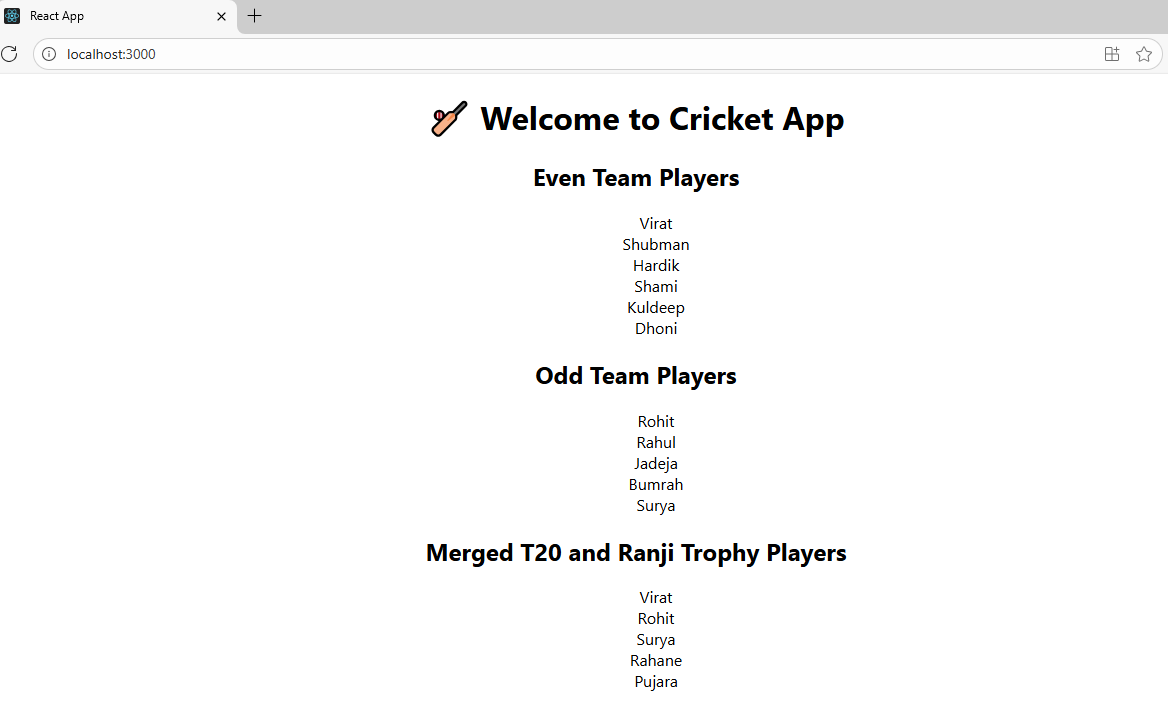 React App
localhost:3000
Welcome to Cricket App
Even Team Players
Virat
Shubman
Hardik
Shami
Kuldeep
Dhoni
Odd Team Players
Rohit
Rahul
Jadeja
Bumrah
Surya
Merged T20 and Ranji Trophy Players
Virat
Rohit
Surya
Rahane
Pujara